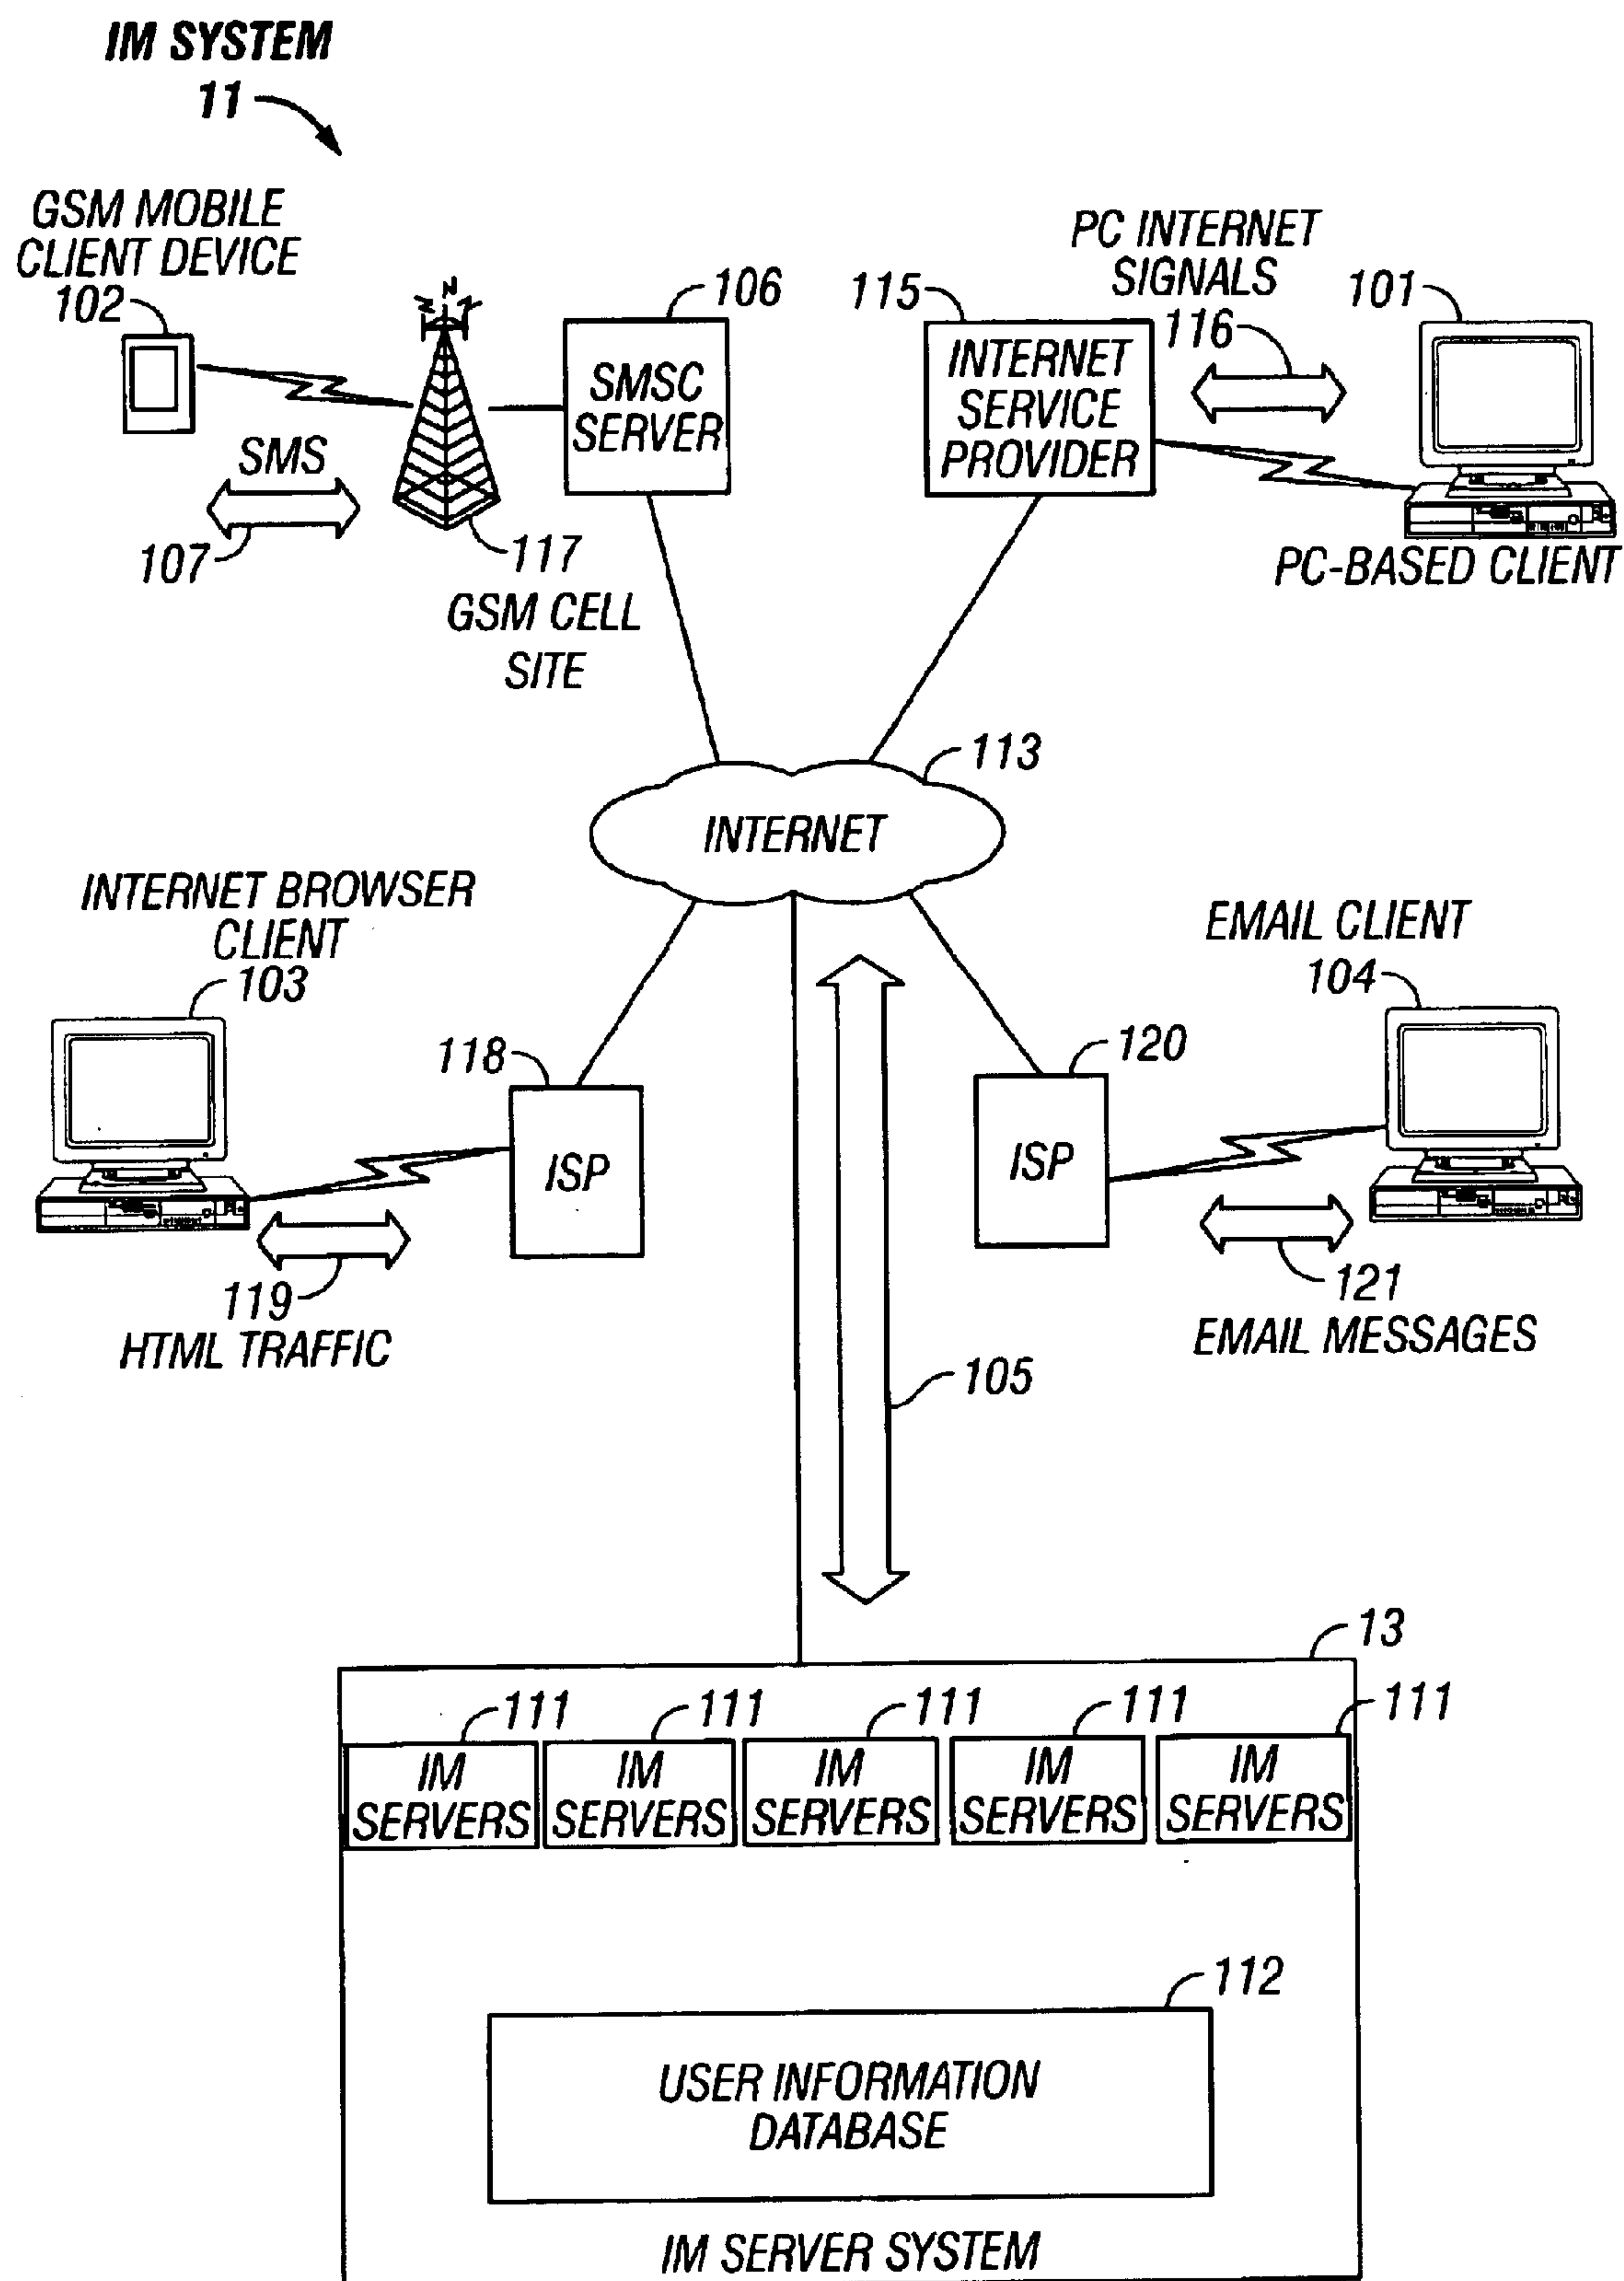 IM SYSTEM
11
GSM MOBILE
CLIENT DEVICE
102
SMS
107
117
GSM CELL
SITE
106
SMSC
SERVER
115
INTERNET
SERVICE
PROVIDER
PC INTERNET
SIGNALS
116
101
PC-BASED CLIENT
113
INTERNET
INTERNET BROWSER
CLIENT
103
118
ISP
119
HTML TRAFFIC
EMAIL CLIENT
104
120
ISP
121
EMAIL MESSAGES
105
13
111
111
111
111
111
IM
SERVERS
IM
SERVERS
IM
SERVERS
IM
SERVERS
IM
SERVERS
112
USER INFORMATION
DATABASE
IM SERVER SYSTEM